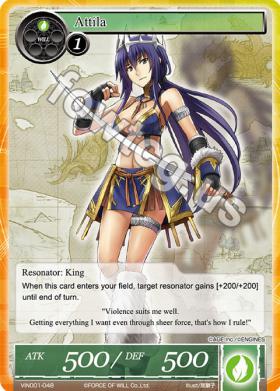 Attila
WILL
1
fowtcg.us
Resonator: King
When this card enters your field, target resonator gains [+200/+200]
until end of turn.
"Violence suits me well.
Getting everything I want even through sheer force, that's how I rule!"
ATK 500 / DEF 500
VIN001-048 ©FORCE OF WILL Co.,Ltd.